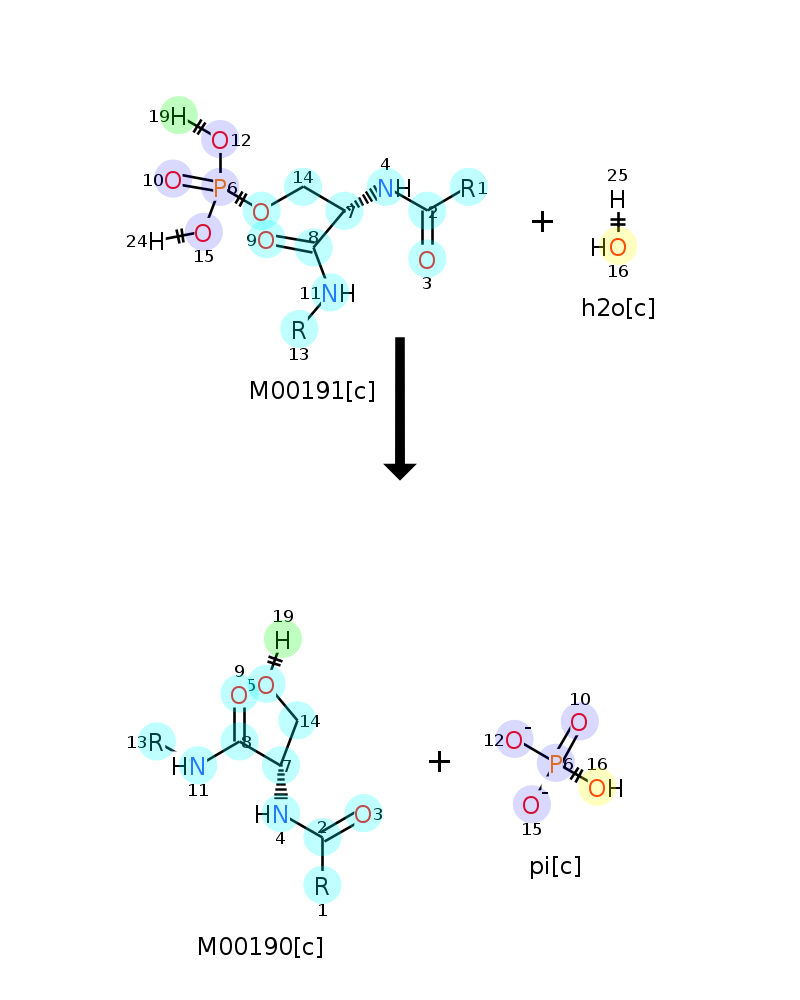 19H
O12
4
14
25
10O
P6
NH
R1
H
O
7
2
24H
O
9O
8
HO
15
O
16
3
11NH
h2o[c]
R
13
M00191[c]
+
19
H
9
5O
O
10
14
O
13R
8
12O-
7
P6
16
HN
OH
11
O-
HN
O3
15
4
2
pi[c]
R
1
M00190[c]
+